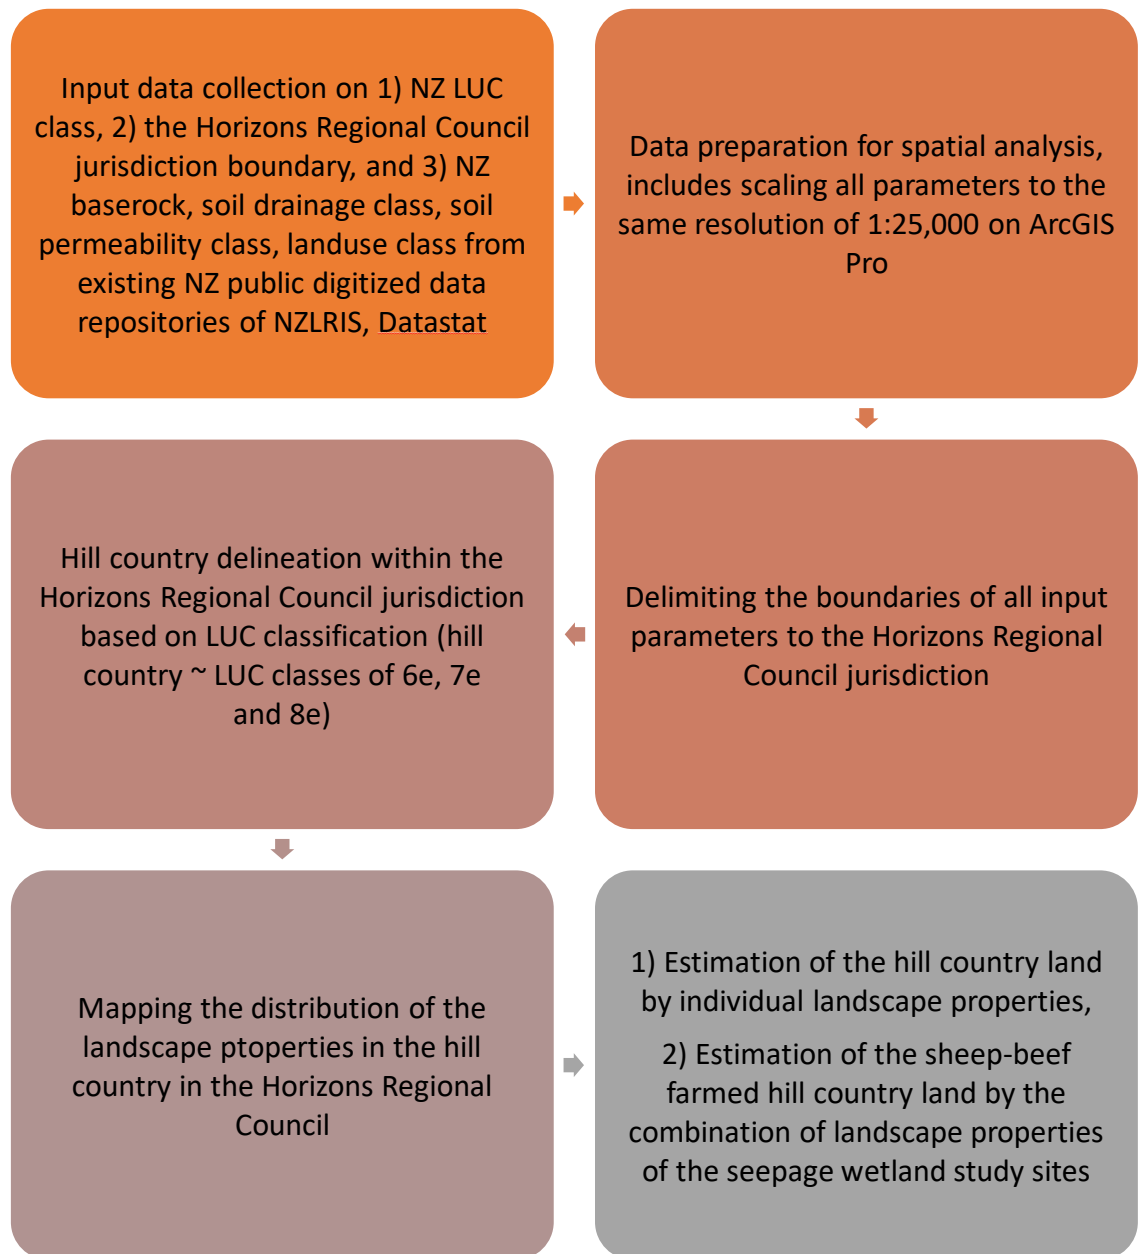 Input data collection on 1) NZ LUC
class, 2) the Horizons Regional Council
jurisdiction boundary, and 3) NZ
baserock, soil drainage class, soil
permeability class, landuse class from
existing NZ public digitized data
repositories of NZLRIS, Datastat
Data preparation for spatial analysis,
includes scaling all parameters to the
same resolution of 1:25,000 on ArcGIS
Pro
Delimiting the boundaries of all input
parameters to the Horizons Regional
Council jurisdiction
Hill country delineation within the
Horizons Regional Council jurisdiction
based on LUC classification (hill
country ~ LUC classes of 6e, 7e
and 8e)
Mapping the distribution of the
landscape ptoperties in the hill
country in the Horizons Regional
Council
1) Estimation of the hill country land
by individual landscape properties,
2) Estimation of the sheep-beef
farmed hill country land by the
combination of landscape properties
of the seepage wetland study sites